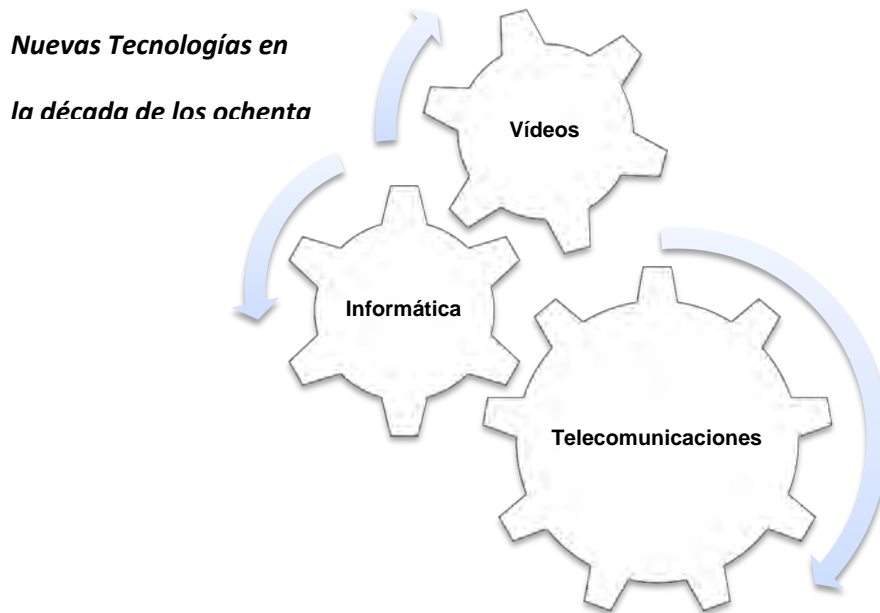 Nuevas Tecnologías en
la década de los ochenta
Vídeos
Informática
Telecomunicaciones